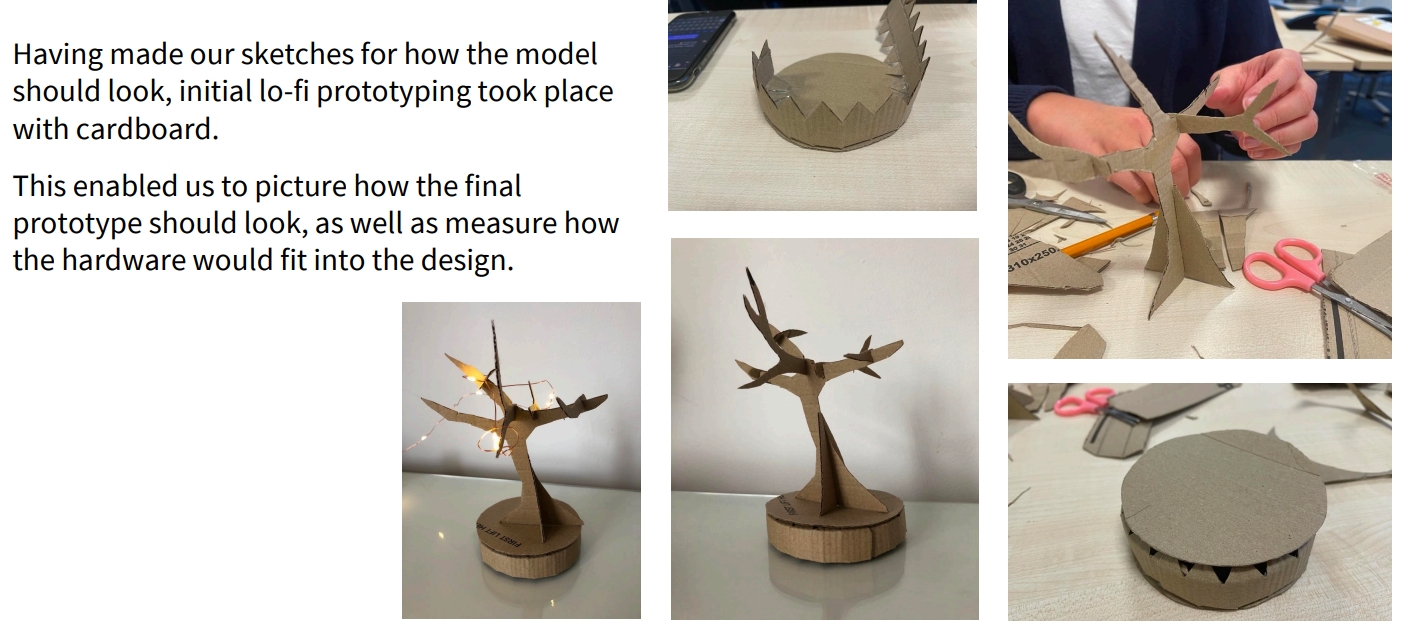 Having made our sketches for how the model
should look, initial lo-fi prototyping took place
with cardboard.
This enabled us to picture how the final
prototype should look, as well as measure how
the hardware would fit into the design.
310x250
FIRST LIFT